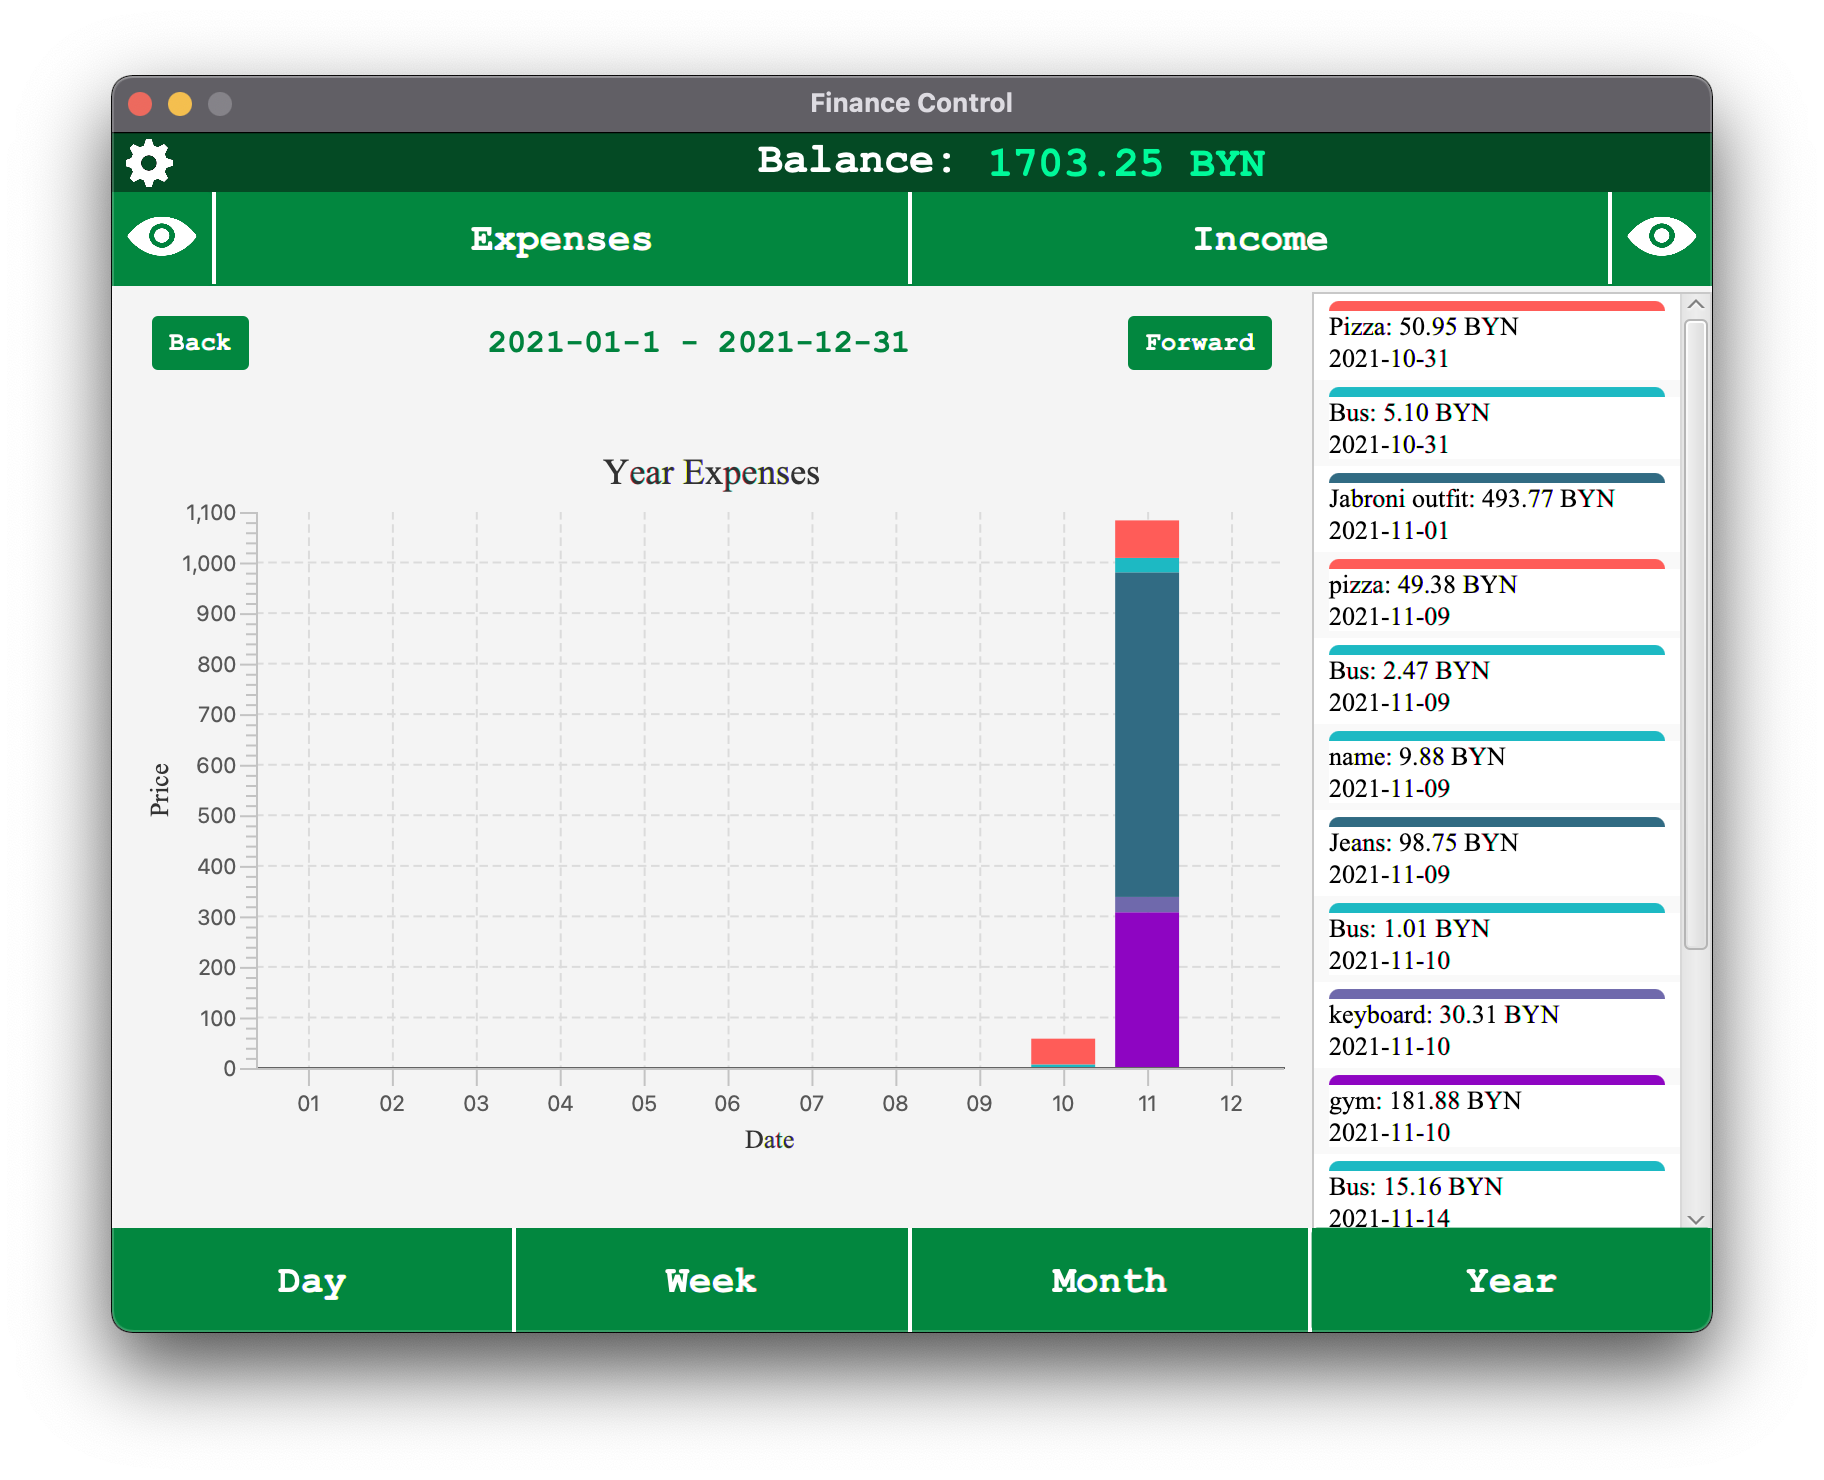 Finance Control
Balance: 1703.25 BYN
Expenses
Income
Back
2021-01-1 - 2021-12-31
Forward
Year Expenses
1,100
1,000
900
800
700
600
500
400
300
200
100
0
Price
01 02 03 04 05 06 07 08 09 10 11 12
Date
Pizza: 50.95 BYN
2021-10-31
Bus: 5.10 BYN
2021-10-31
Jabroni outfit: 493.77 BYN
2021-11-01
pizza: 49.38 BYN
2021-11-09
Bus: 2.47 BYN
2021-11-09
name: 9.88 BYN
2021-11-09
Jeans: 98.75 BYN
2021-11-09
Bus: 1.01 BYN
2021-11-10
keyboard: 30.31 BYN
2021-11-10
gym: 181.88 BYN
2021-11-10
Bus: 15.16 BYN
2021-11-14
Day
Week
Month
Year